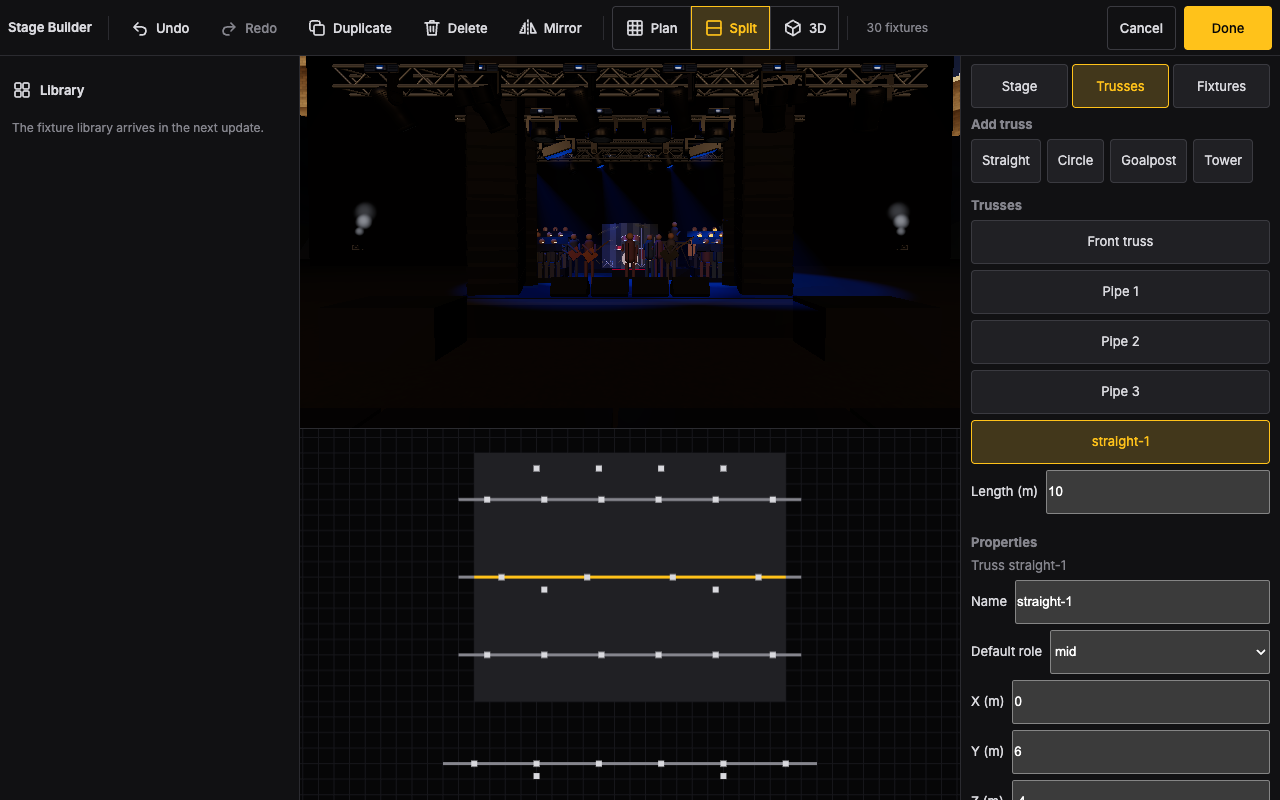 Stage Builder
Undo
Redo
Duplicate
Delete
Mirror
Plan
Split
3D
30 fixtures
Cancel
Done
Library
The fixture library arrives in the next update.
Stage
Trusses
Fixtures
Add truss
Straight
Circle
Goalpost
Tower
Trusses
Front truss
Pipe 1
Pipe 2
Pipe 3
straight-1
Length (m)
10
Properties
Truss straight-1
Name
straight-1
Default role
mid
X (m)
0
Y (m)
6